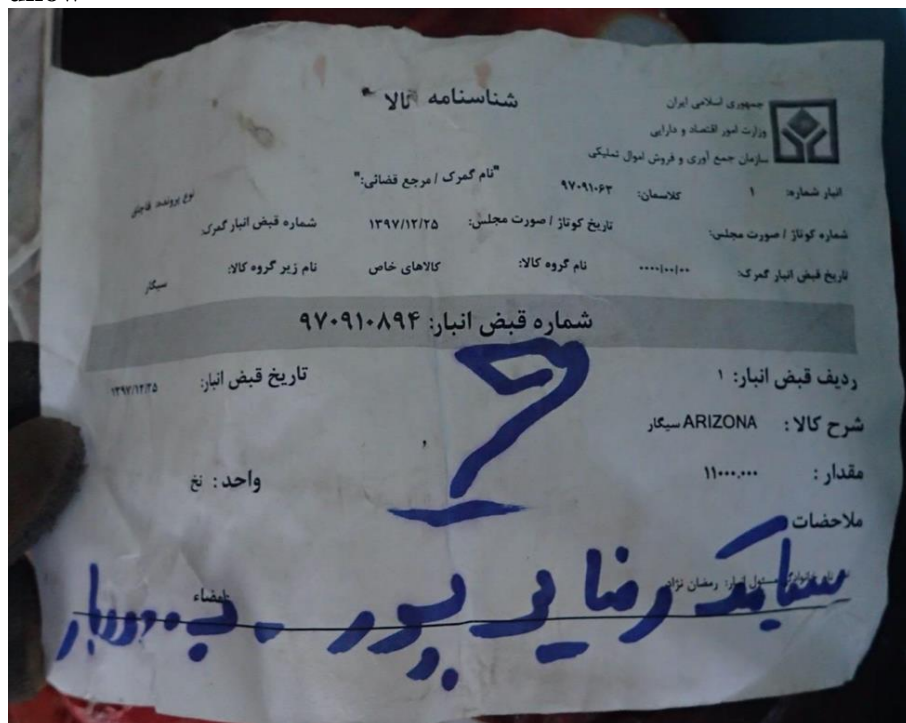 شناسنامه کالا
جمهوری اسلامی ایران
وزارت امور اقتصاد و دارایی
سازمان جمع آوری و فروش اموال تملیکی
انبار شماره: ۱ کلاسمان: ۹۷۰۹۱۰۶۳ "نام گمرک / مرجع قضائی:" نوع پرونده: قاچاق
شماره کوتاژ / صورت مجلس: تاریخ کوتاژ / صورت مجلس: ۱۳۹۷/۱۲/۲۵ شماره قبض انبار گمرک:
تاریخ قبض انبار گمرک: ۰۰۰۰/۰۰/۰۰ نام گروه کالا: کالاهای خاص نام زیر گروه کالا: سیگار
شماره قبض انبار: ۹۷۰۹۱۰۸۹۴
ردیف قبض انبار: ۱ تاریخ قبض انبار: ۱۳۹۷/۱۲/۲۵
شرح کالا : ARIZONA سیگار
مقدار : ۱۱۰۰۰.۰۰۰ واحد : نخ
ملاحضات
مسئول انبار: رمضان نژاد امضاء
سیامک رضایی پور -